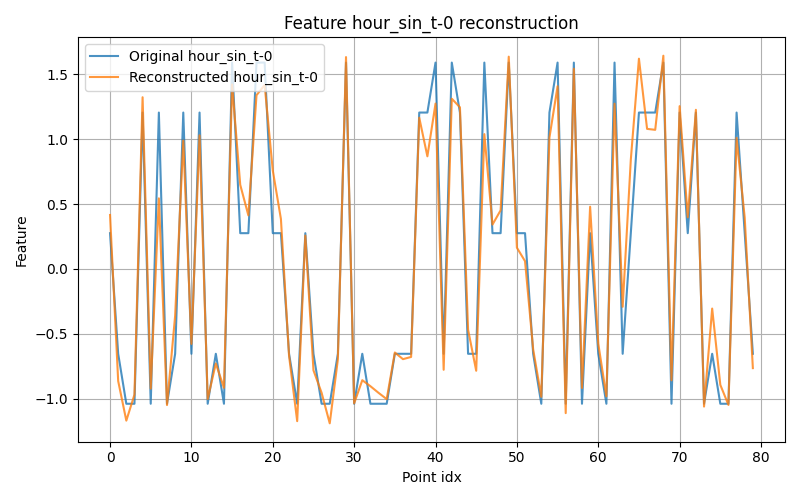 Feature hour_sin_t-0 reconstruction
Original hour_sin_t-0
Reconstructed hour_sin_t-0
Feature
1.5
1.0
0.5
0.0
−0.5
−1.0
0 10 20 30 40 50 60 70 80
Point idx